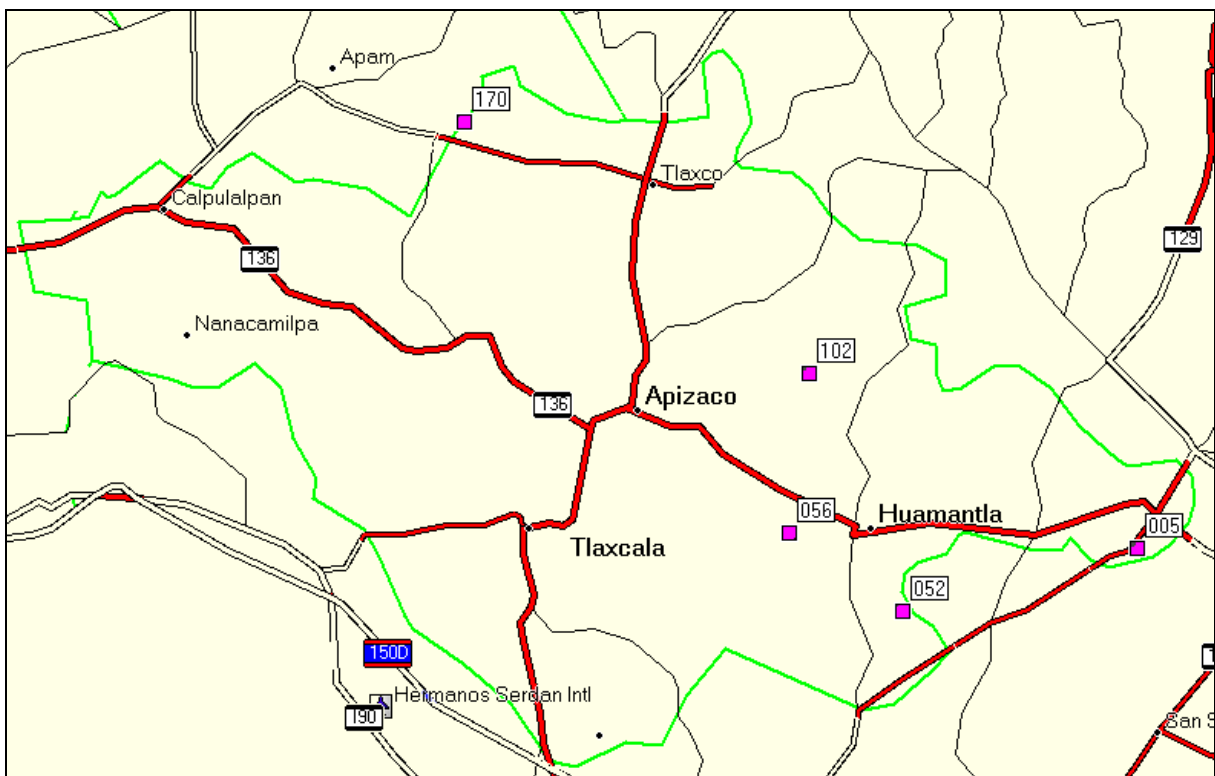 Apam
170
Tlaxco
Calpulalpan
129
136
Nanacamilpa
102
Apizaco
136
056
Huamantla
005
Tlaxcala
052
150D
Hermanos Serdan Intl
190
San S